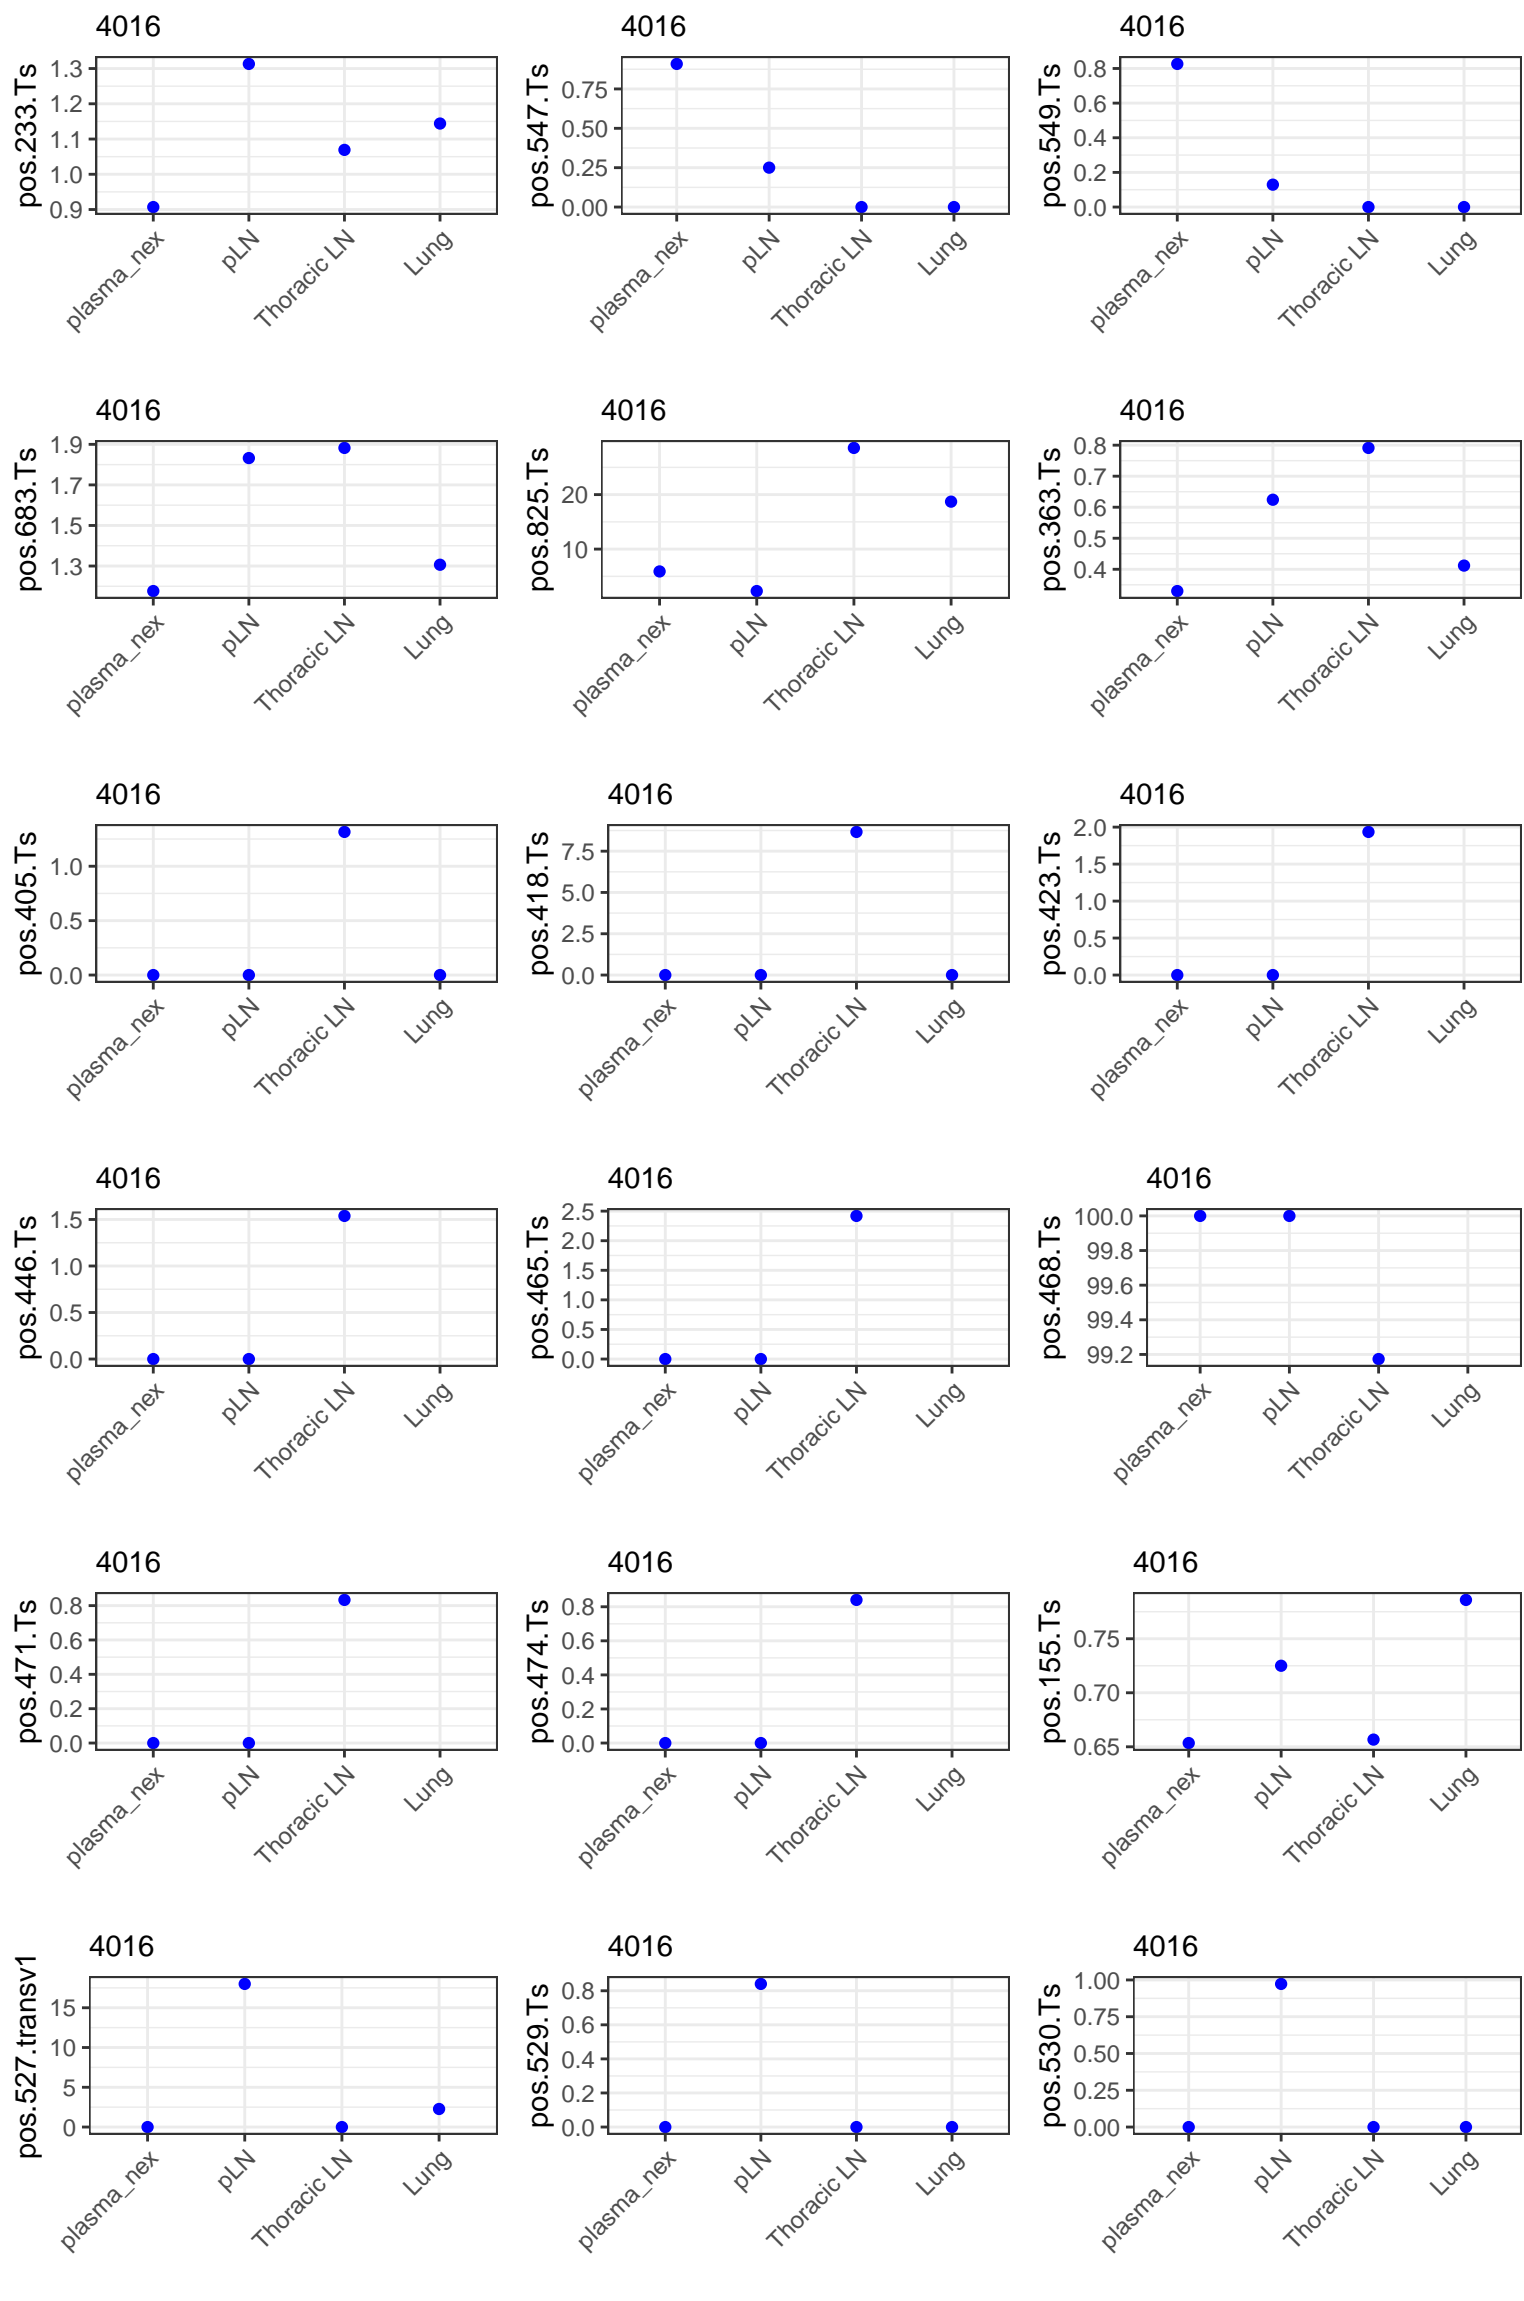 4016 4016 4016
pos.233.Ts
1.3
1.2
1.1
1.0
0.9
plasma_nex pLN Thoracic LN Lung
pos.547.Ts
0.75
0.50
0.25
0.00
plasma_nex pLN Thoracic LN Lung
pos.549.Ts
0.8
0.6
0.4
0.2
0.0
plasma_nex pLN Thoracic LN Lung
4016 4016 4016
pos.683.Ts
1.9
1.7
1.5
1.3
plasma_nex pLN Thoracic LN Lung
pos.825.Ts
20
10
plasma_nex pLN Thoracic LN Lung
pos.363.Ts
0.8
0.7
0.6
0.5
0.4
plasma_nex pLN Thoracic LN Lung
4016 4016 4016
pos.405.Ts
1.0
0.5
0.0
plasma_nex pLN Thoracic LN Lung
pos.418.Ts
7.5
5.0
2.5
0.0
plasma_nex pLN Thoracic LN Lung
pos.423.Ts
2.0
1.5
1.0
0.5
0.0
plasma_nex pLN Thoracic LN Lung
4016 4016 4016
pos.446.Ts
1.5
1.0
0.5
0.0
plasma_nex pLN Thoracic LN Lung
pos.465.Ts
2.5
2.0
1.5
1.0
0.5
0.0
plasma_nex pLN Thoracic LN Lung
pos.468.Ts
100.0
99.8
99.6
99.4
99.2
plasma_nex pLN Thoracic LN Lung
4016 4016 4016
pos.471.Ts
0.8
0.6
0.4
0.2
0.0
plasma_nex pLN Thoracic LN Lung
pos.474.Ts
0.8
0.6
0.4
0.2
0.0
plasma_nex pLN Thoracic LN Lung
pos.155.Ts
0.75
0.70
0.65
plasma_nex pLN Thoracic LN Lung
4016 4016 4016
pos.527.transv1
15
10
5
0
plasma_nex pLN Thoracic LN Lung
pos.529.Ts
0.8
0.6
0.4
0.2
0.0
plasma_nex pLN Thoracic LN Lung
pos.530.Ts
1.00
0.75
0.50
0.25
0.00
plasma_nex pLN Thoracic LN Lung